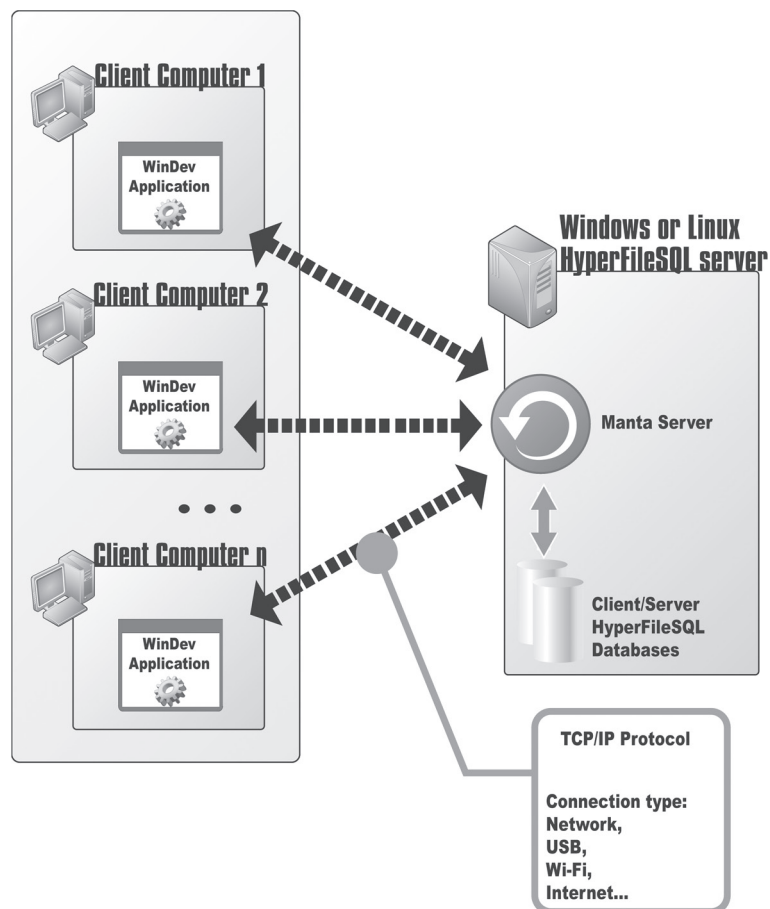 Client Computer 1
WinDev
Application
Client Computer 2
WinDev
Application
• • •
Client Computer n
WinDev
Application
Windows or Linux
HyperFileSQL server
Manta Server
Client/Server
HyperFileSQL
Databases
TCP/IP Protocol
Connection type:
Network,
USB,
Wi-Fi,
Internet...